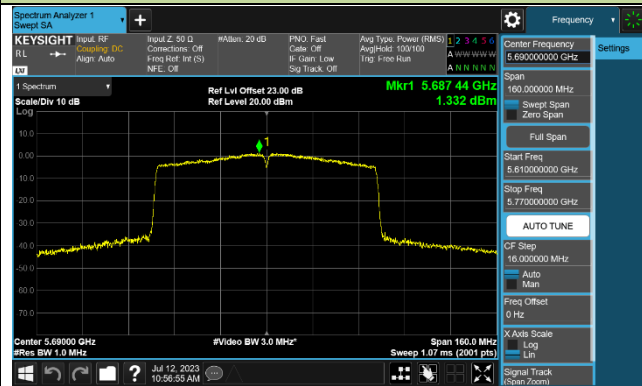 Spectrum Analyzer 1
Swept SA
+
Frequency
KEYSIGHT
RL
LXI
Input: RF
Coupling: DC
Align: Auto
Input Z: 50 Ω
Corrections: Off
Freq Ref: Int (S)
NFE: Off
#Atten: 20 dB
PNO: Fast
Gate: Off
IF Gain: Low
Sig Track: Off
Avg Type: Power (RMS)
Avg|Hold: 100/100
Trig: Free Run
1 2 3 4 5 6
A W W W W W
A N N N N N
1 Spectrum
Scale/Div 10 dB
Log
Ref Lvl Offset 23.00 dB
Ref Level 20.00 dBm
Mkr1 5.687 44 GHz
1.332 dBm
1
10.0
0.00
-10.0
-20.0
-30.0
-40.0
-50.0
-60.0
-70.0
Center 5.69000 GHz
#Res BW 1.0 MHz
#Video BW 3.0 MHz*
Span 160.0 MHz
Sweep 1.07 ms (2001 pts)
Jul 12, 2023
10:56:55 AM
?
Center Frequency
5.690000000 GHz
Settings
Span
160.000000 MHz
Swept Span
Zero Span
Full Span
Start Freq
5.610000000 GHz
Stop Freq
5.770000000 GHz
AUTO TUNE
CF Step
16.000000 MHz
Auto
Man
Freq Offset
0 Hz
X Axis Scale
Log
Lin
Signal Track
(Span Zoom)